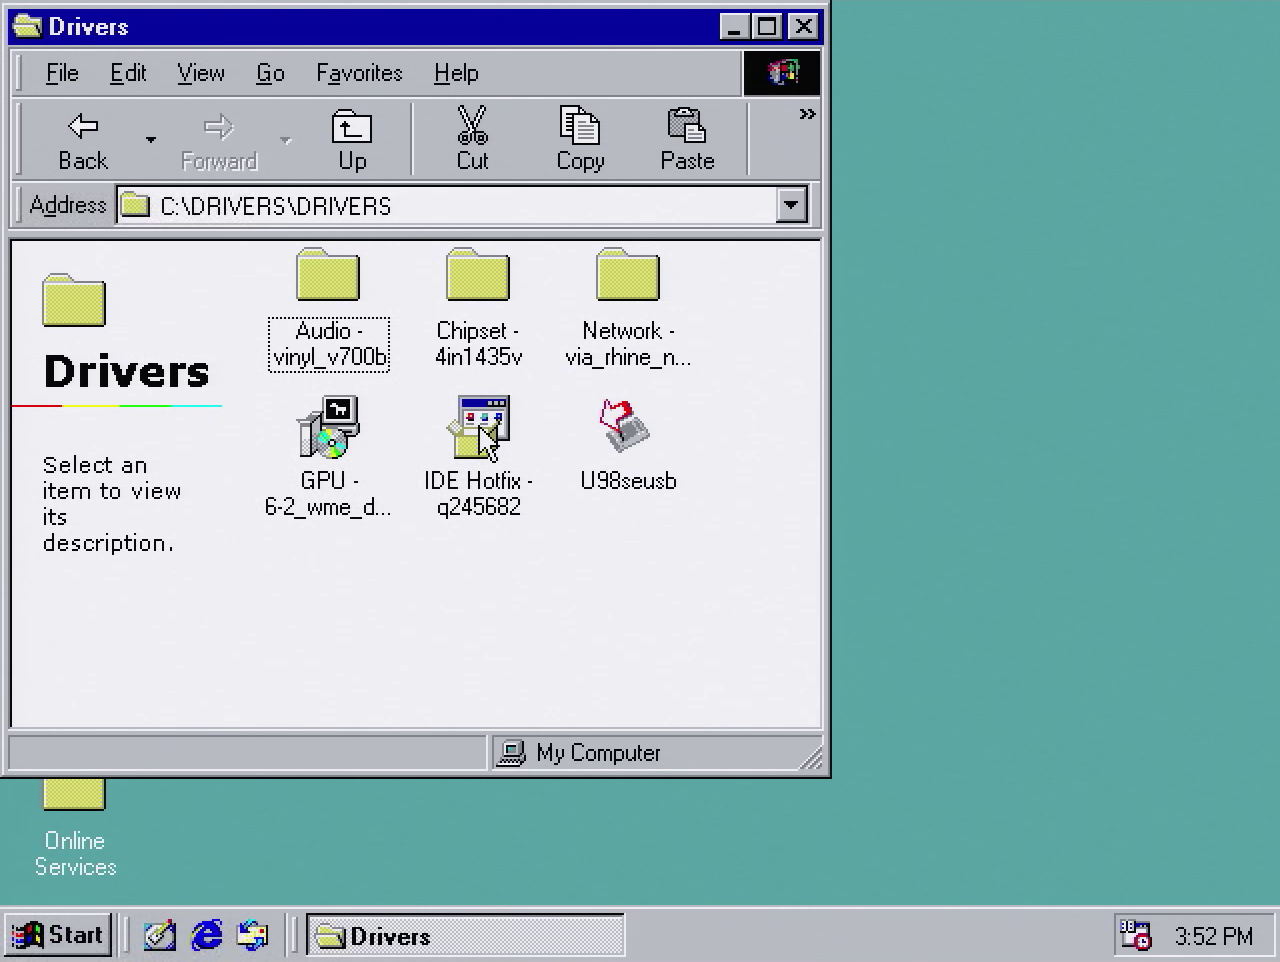 Drivers
File Edit View Go Favorites Help
Back Forward Up Cut Copy Paste
Address C:\DRIVERS\DRIVERS
Drivers
Select an
item to view
its
description.
Audio -
vinyl_v700b
Chipset -
4in1435v
Network -
via_rhine_n...
GPU -
6-2_wme_d...
IDE Hotfix -
q245682
U98seusb
My Computer
Online
Services
Start Drivers 3:52 PM